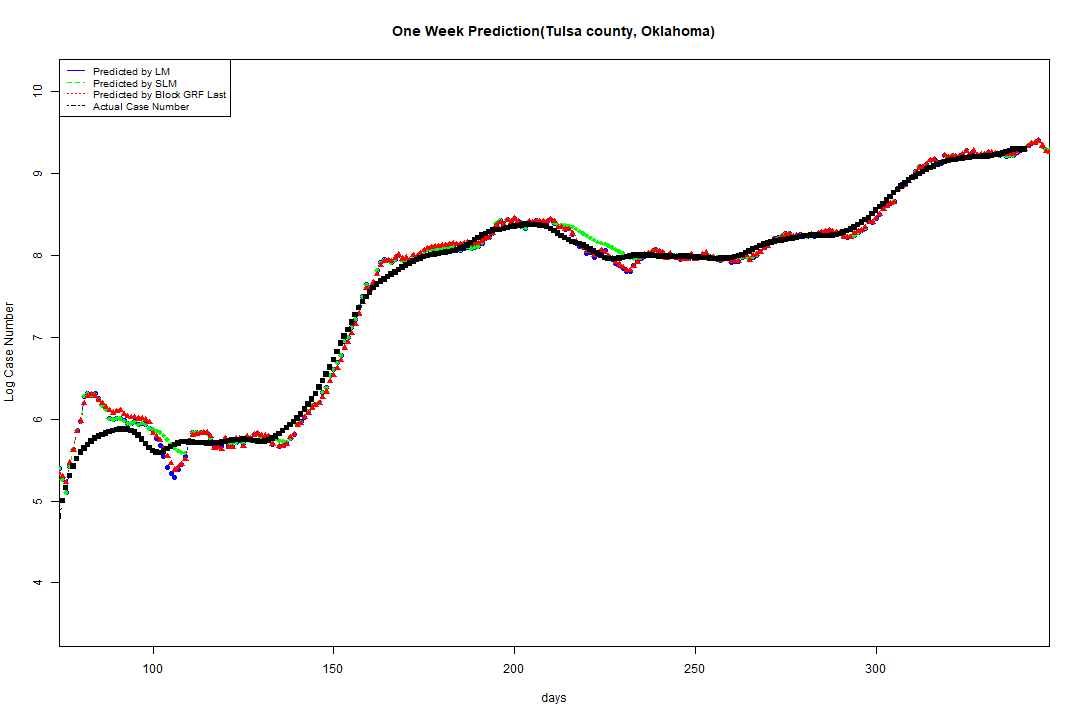 One Week Prediction(Tulsa county, Oklahoma)
Predicted by LM
Predicted by SLM
Predicted by Block GRF Last
Actual Case Number
Log Case Number
10
9
8
7
6
5
4
100 150 200 250 300
days